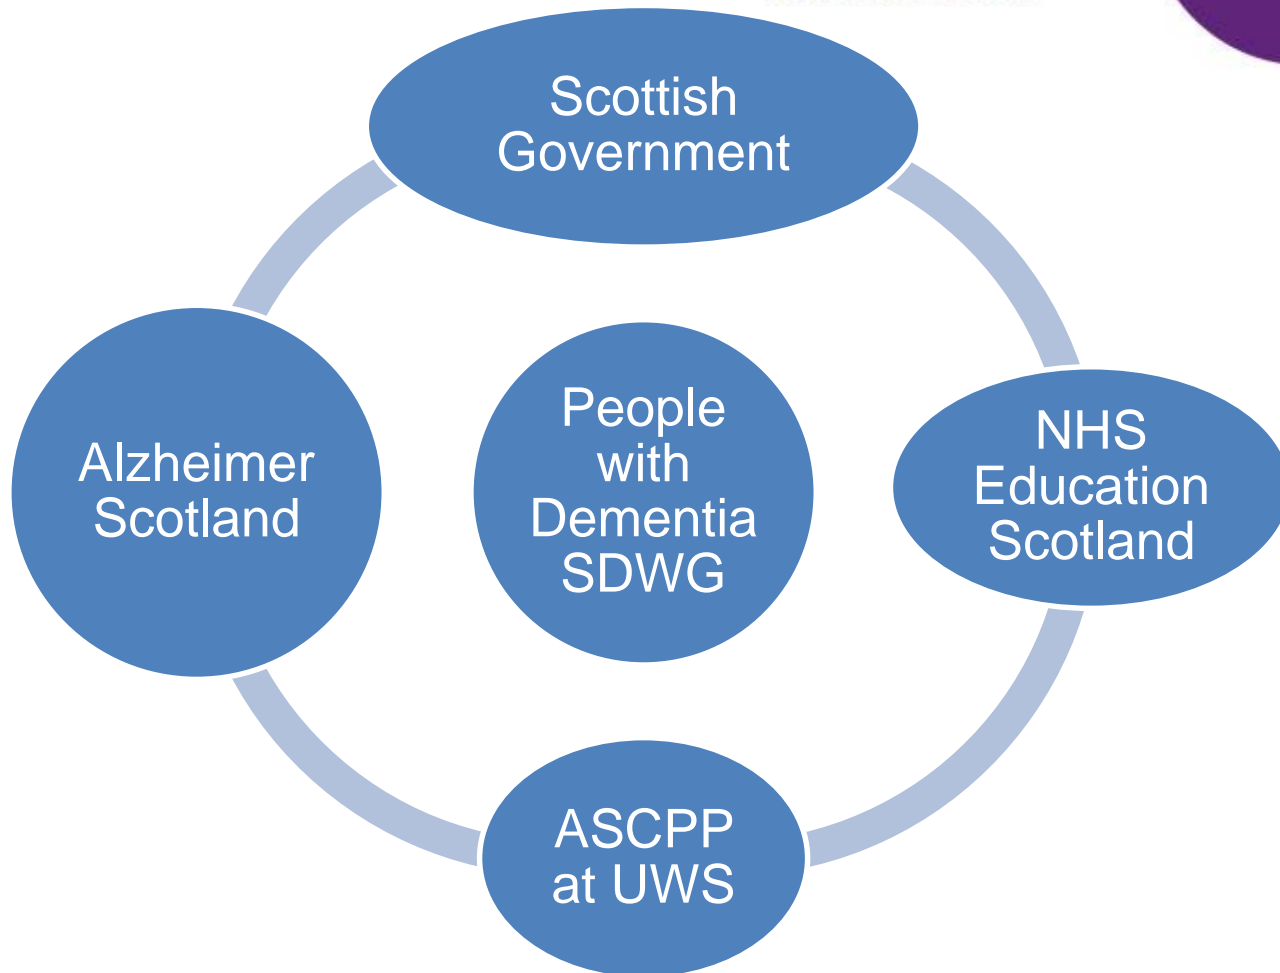 Scottish
Government
Alzheimer
Scotland
People
with
Dementia
SDWG
NHS
Education
Scotland
ASCPP
at UWS